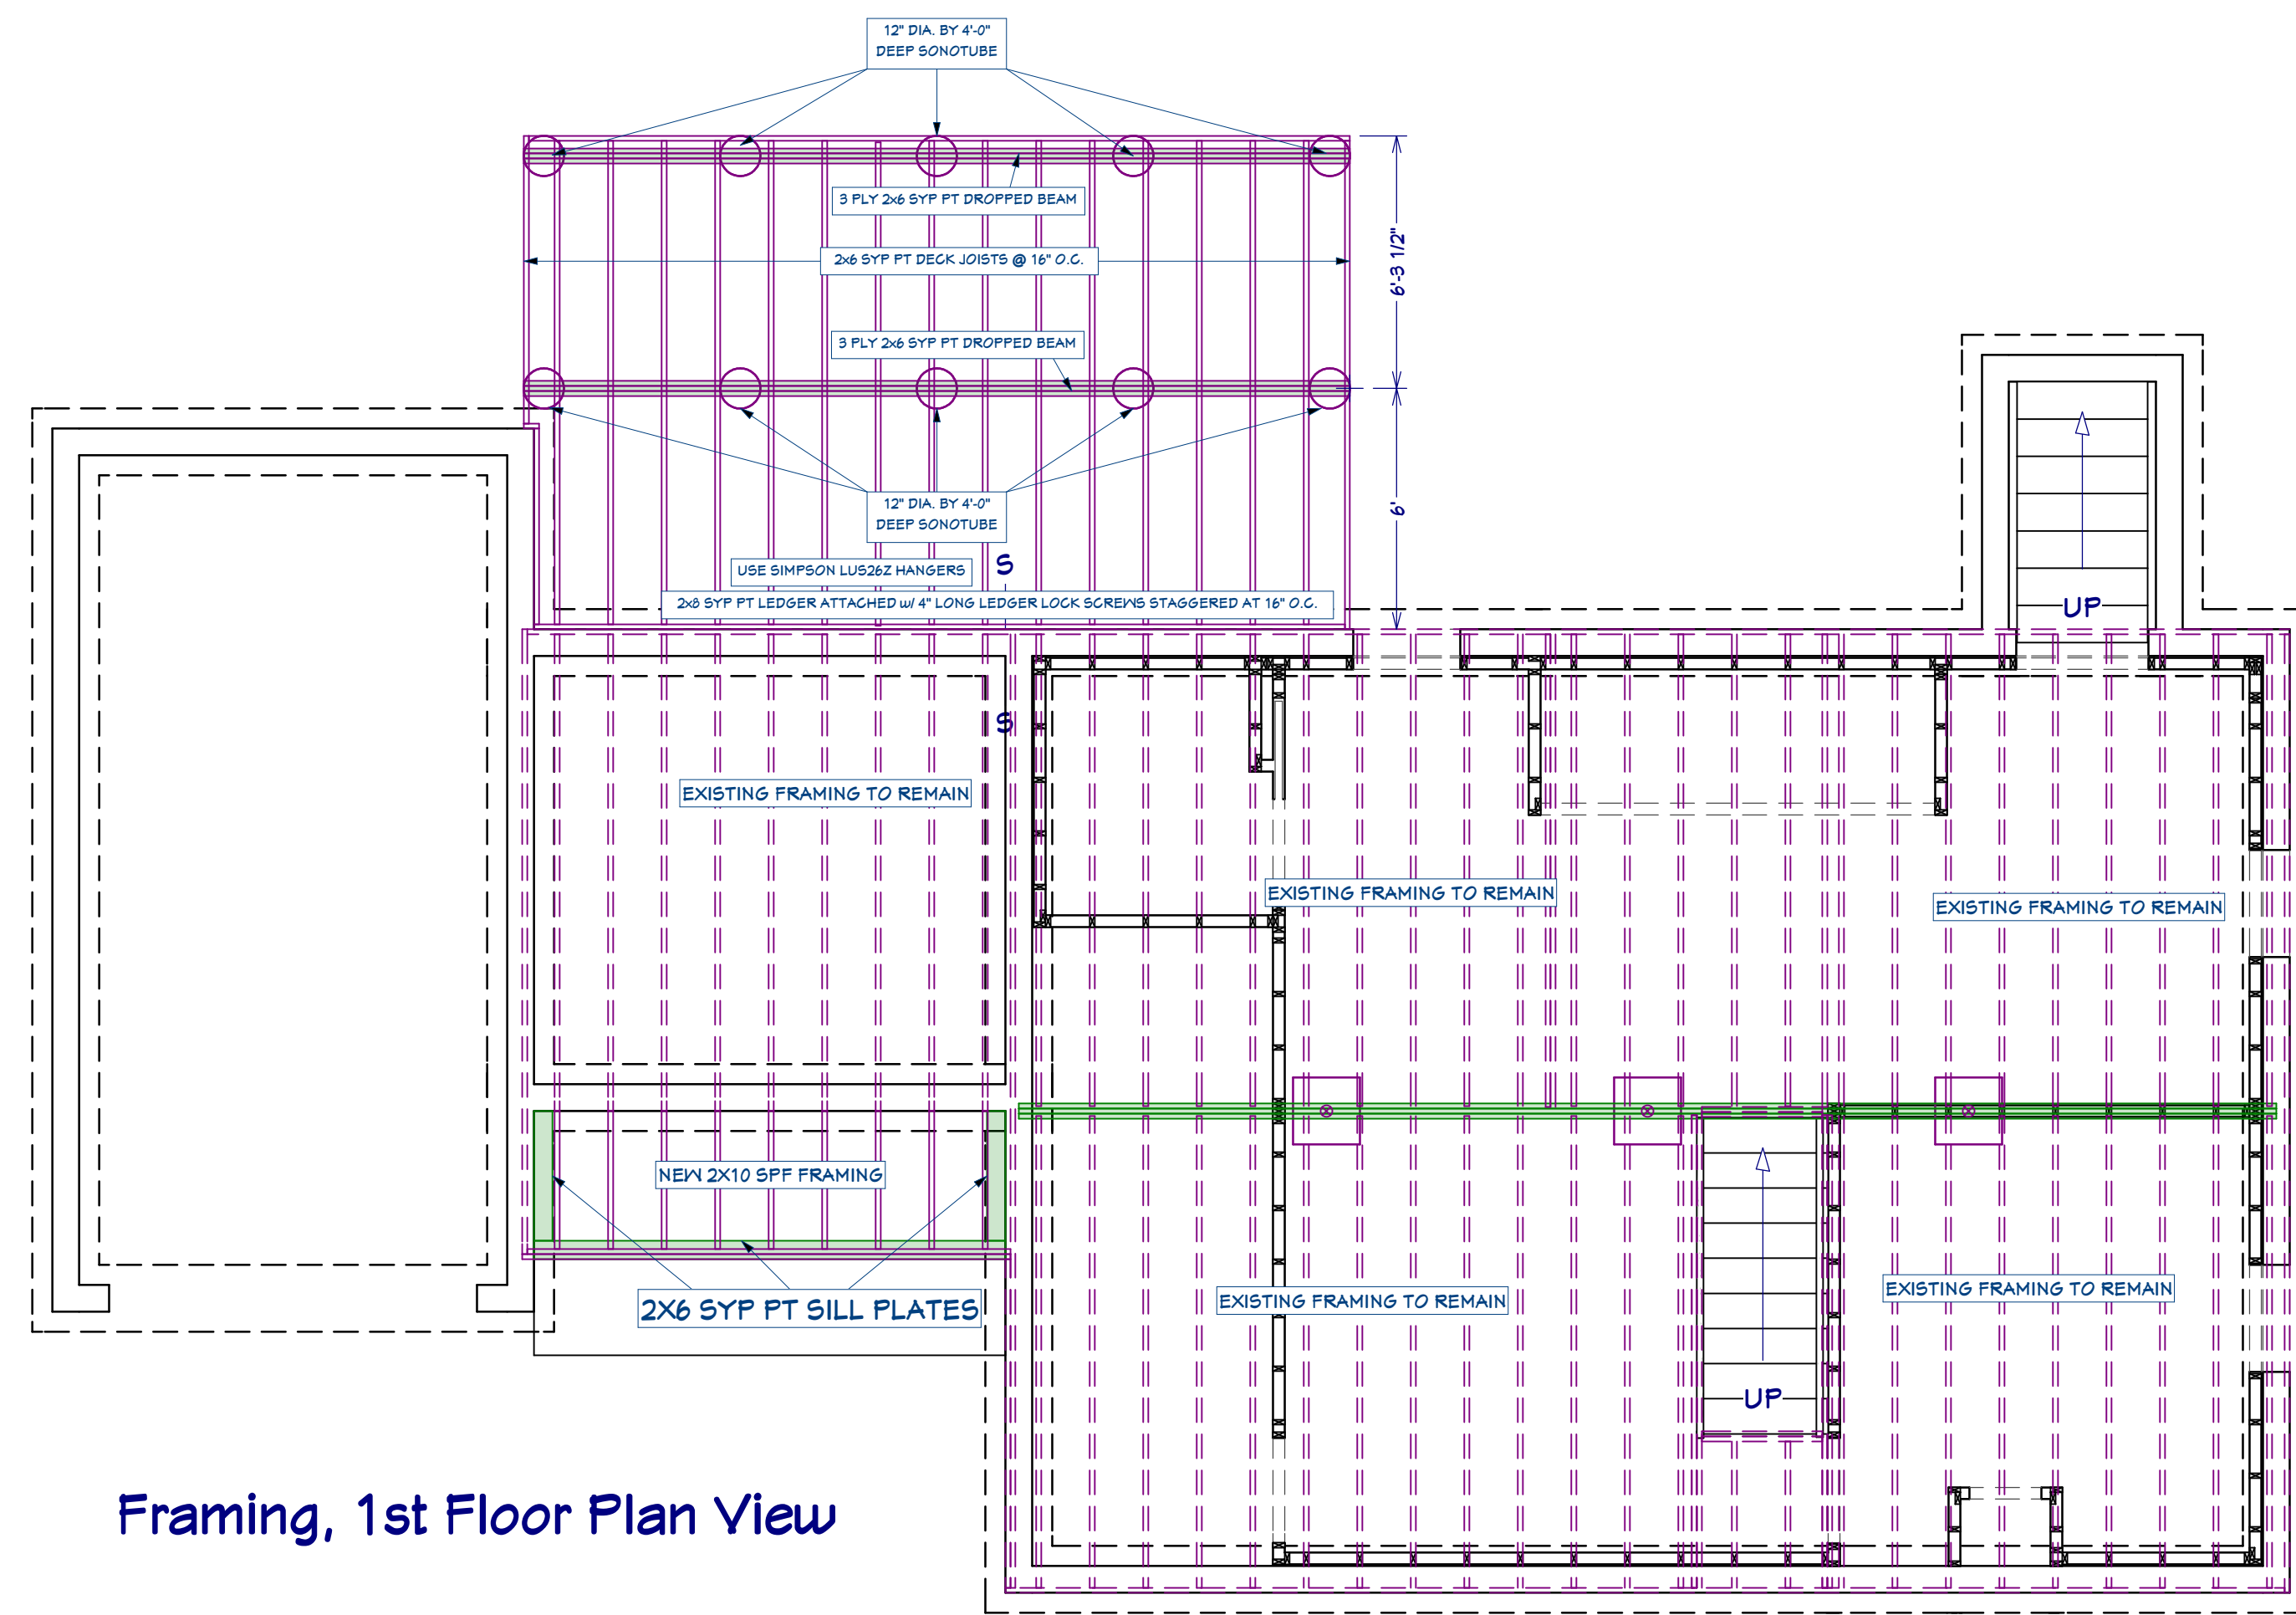 12" DIA. BY 4'-0"
DEEP SONOTUBE
3 PLY 2x6 SYP PT DROPPED BEAM
2x6 SYP PT DECK JOISTS @ 16" O.C.
6'-3 1/2"
3 PLY 2x6 SYP PT DROPPED BEAM
12" DIA. BY 4'-0"
DEEP SONOTUBE
6'
S
USE SIMPSON LUS26Z HANGERS
2x8 SYP PT LEDGER ATTACHED w/ 4" LONG LEDGER LOCK SCREWS STAGGERED AT 16" O.C.
UP
S
EXISTING FRAMING TO REMAIN
EXISTING FRAMING TO REMAIN
EXISTING FRAMING TO REMAIN
NEW 2X10 SPF FRAMING
2X6 SYP PT SILL PLATES
EXISTING FRAMING TO REMAIN
EXISTING FRAMING TO REMAIN
UP
Framing, 1st Floor Plan View